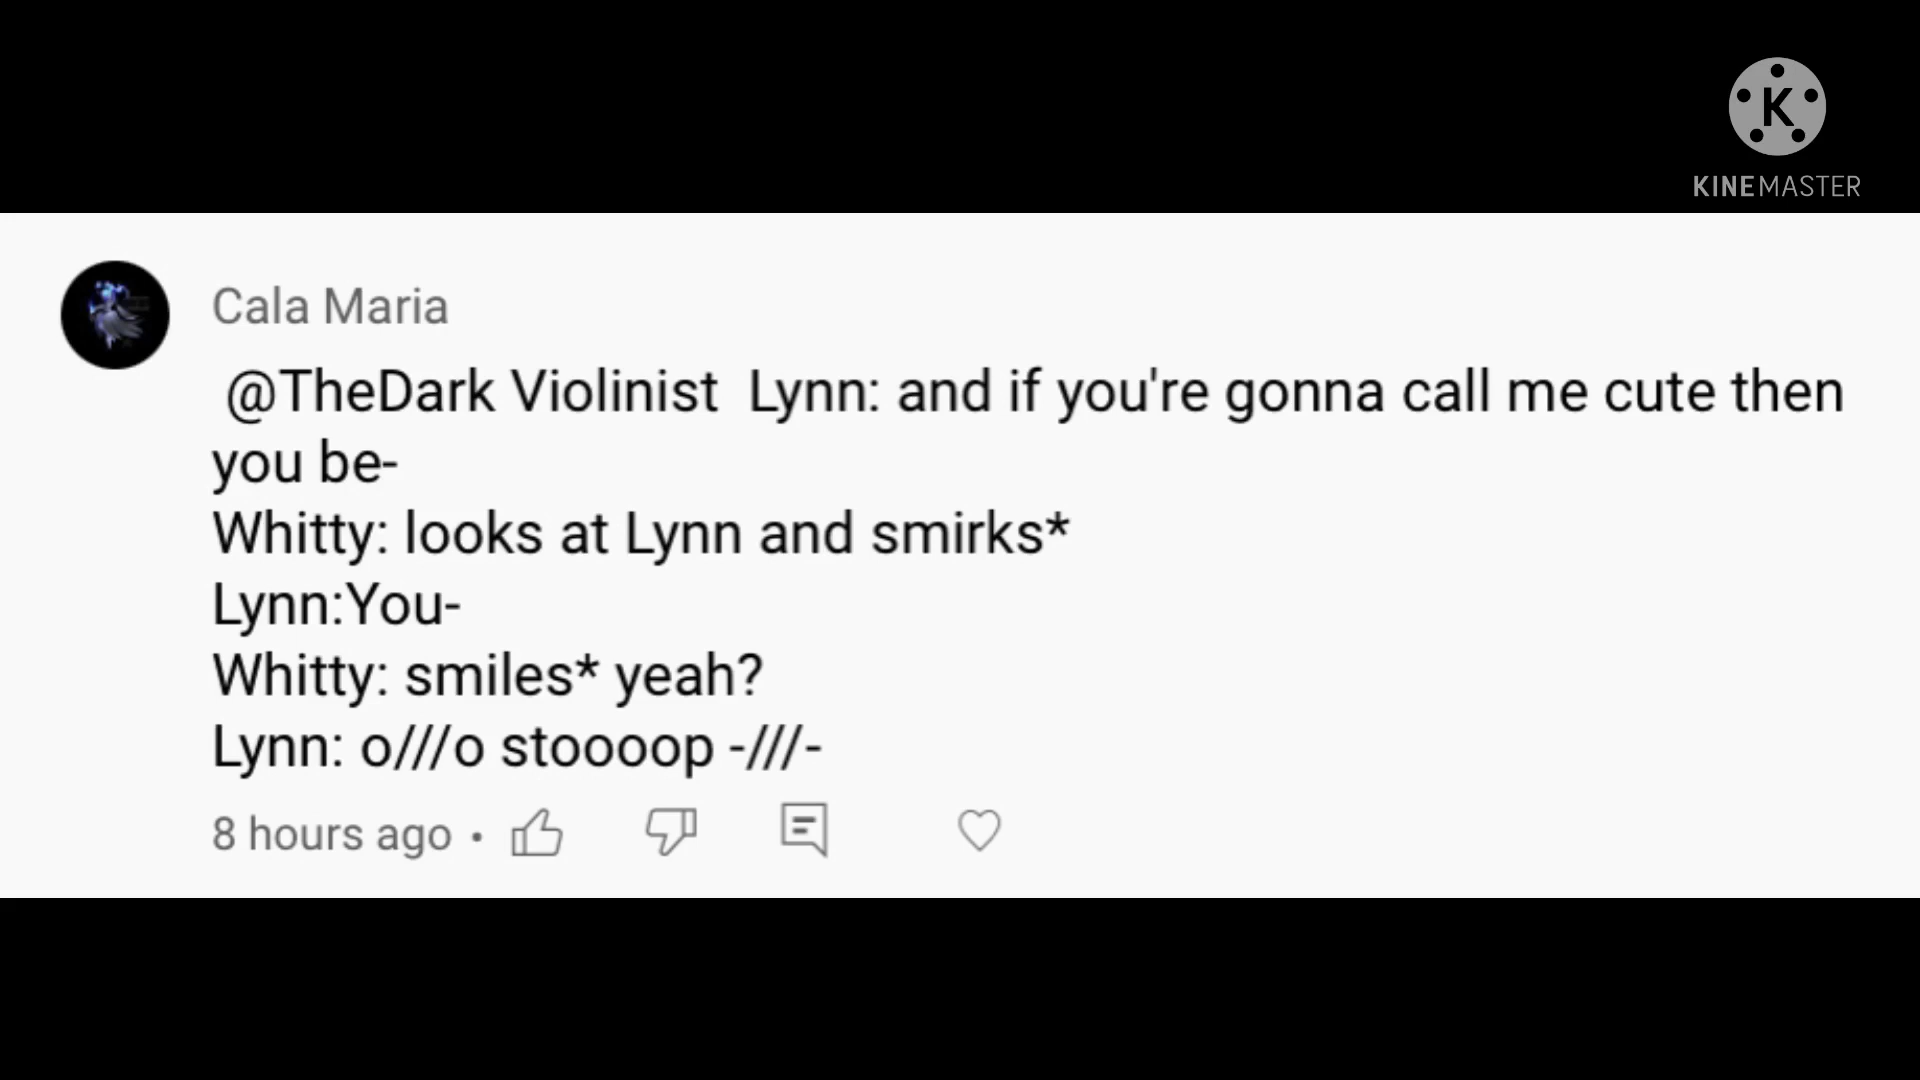 K
KINEMASTER
Cala Maria
@TheDark Violinist  Lynn: and if you're gonna call me cute then
you be-
Whitty: looks at Lynn and smirks*
Lynn:You-
Whitty: smiles* yeah?
Lynn: o///o stoooop -///-
8 hours ago •